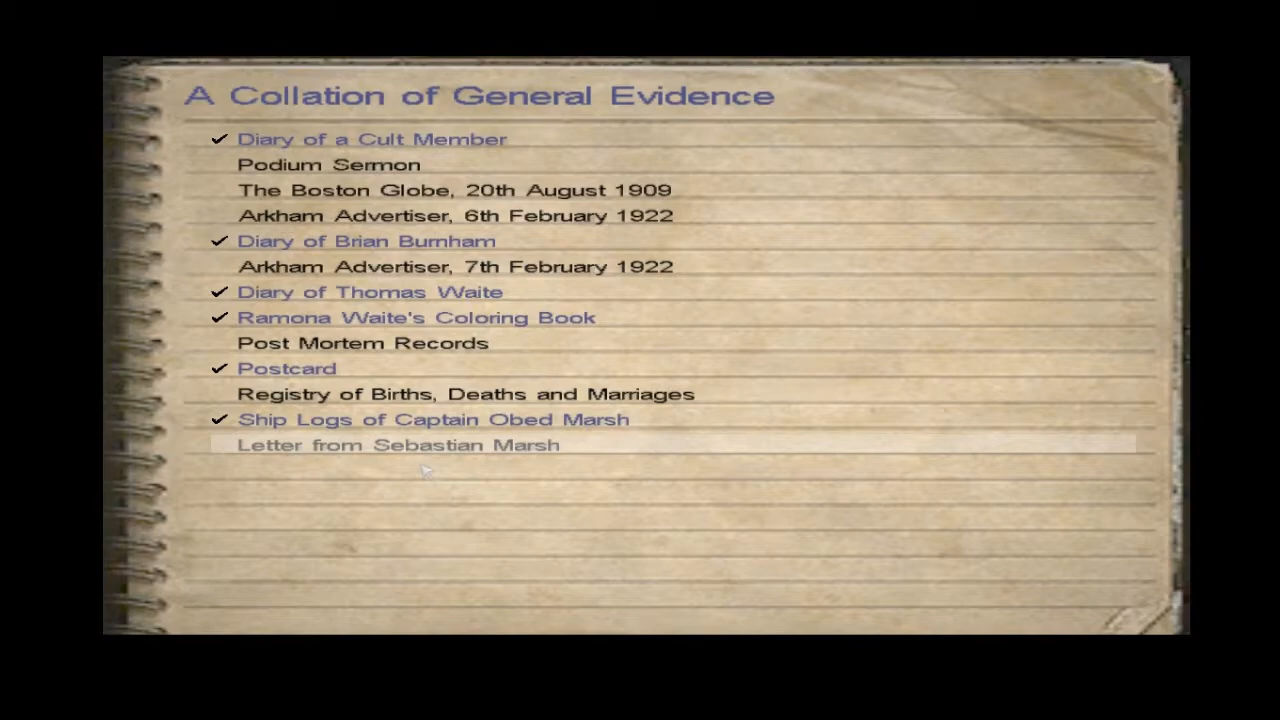 A Collation of General Evidence
✓ Diary of a Cult Member
Podium Sermon
The Boston Globe, 20th August 1909
Arkham Advertiser, 6th February 1922
✓ Diary of Brian Burnham
Arkham Advertiser, 7th February 1922
✓ Diary of Thomas Waite
✓ Ramona Waite's Coloring Book
Post Mortem Records
✓ Postcard
Registry of Births, Deaths and Marriages
✓ Ship Logs of Captain Obed Marsh
Letter from Sebastian Marsh